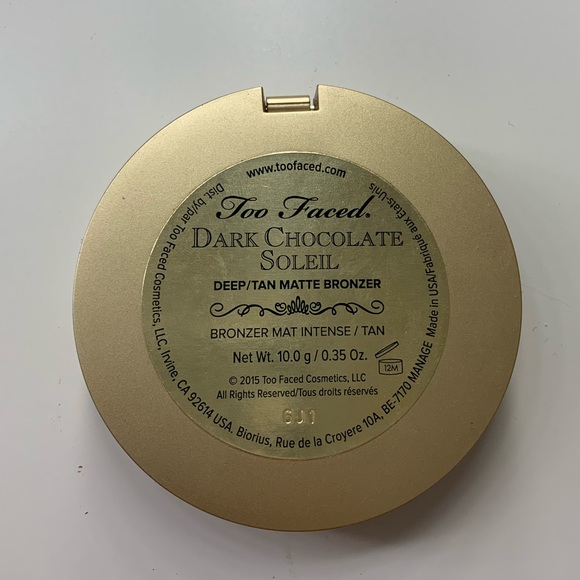 www.toofaced.com
Too Faced®
DARK CHOCOLATE
SOLEIL
DEEP/TAN MATTE BRONZER
BRONZER MAT INTENSE / TAN
Net Wt. 10.0 g / 0.35 Oz.
12M
© 2015 Too Faced Cosmetics, LLC
All Rights Reserved/Tous droits réservés
6J1
Dist. by/par Too Faced Cosmetics, LLC, Irvine, CA 92614 USA. Biorius, Rue de la Croyere 10A, BE-7170 MANAGE Made in USA/Fabriqué aux États-Unis